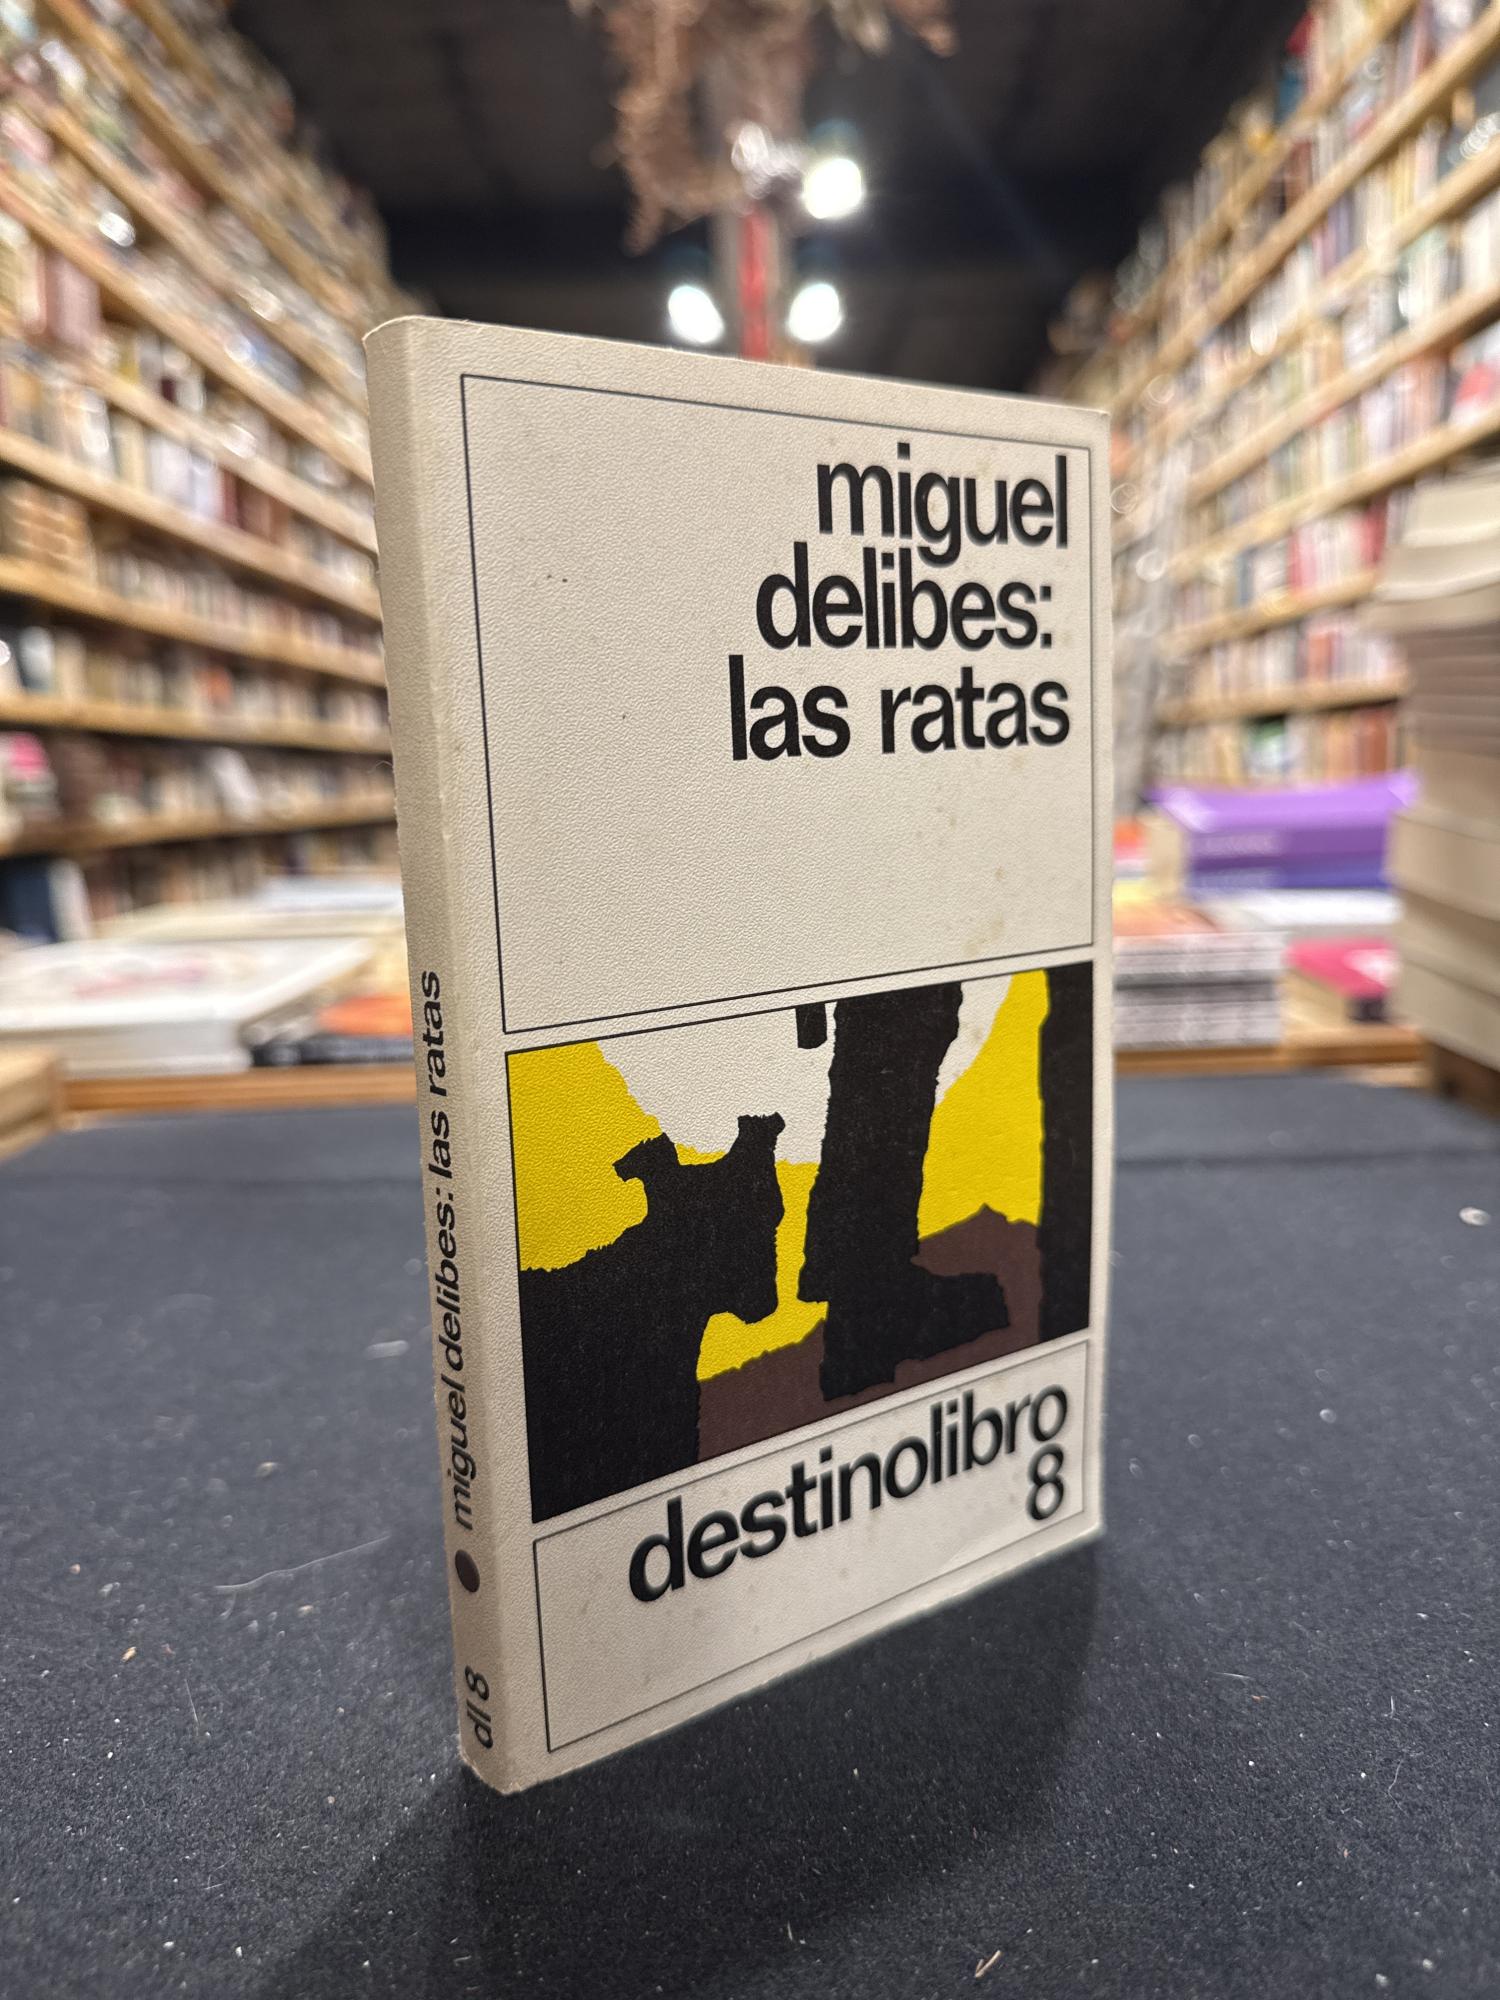 miguel
delibes:
las ratas
destinolibro
8
miguel delibes: las ratas
dl 8